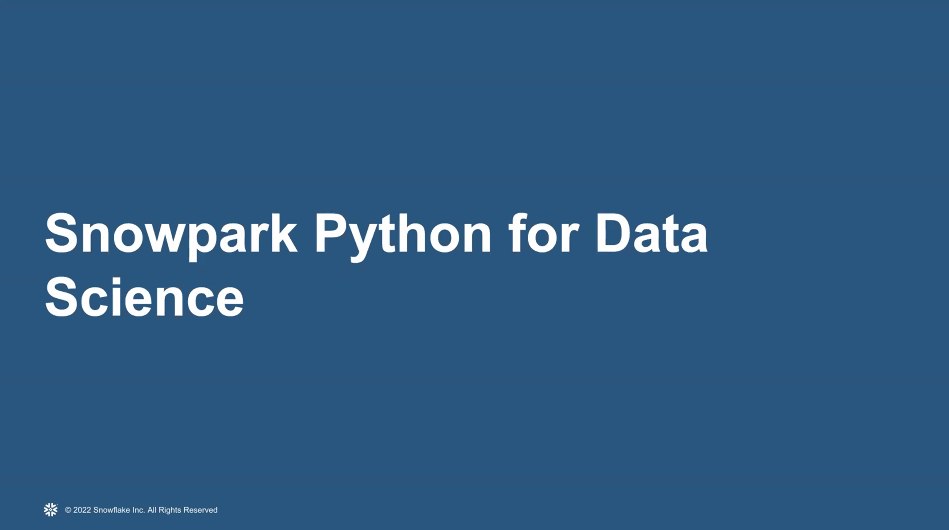 Snowpark Python for Data
Science
© 2022 Snowflake Inc. All Rights Reserved